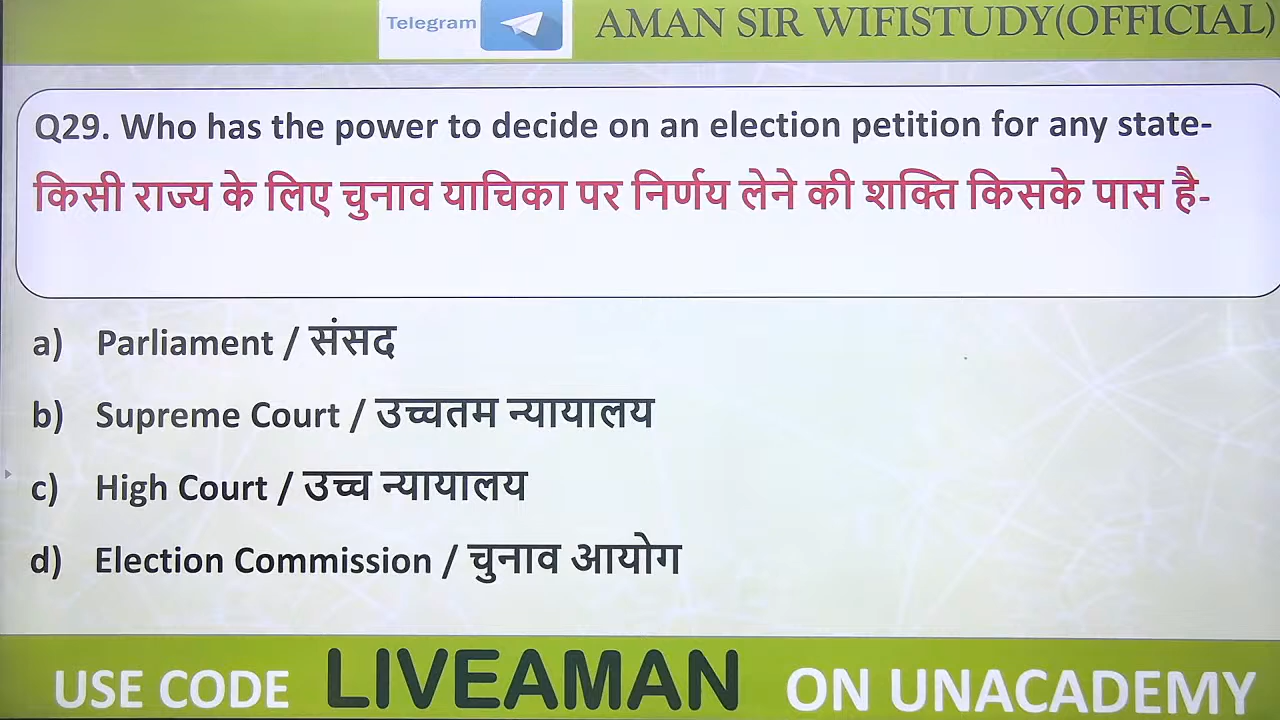 Telegram
AMAN SIR WIFISTUDY(OFFICIAL)
Q29. Who has the power to decide on an election petition for any state-
किसी राज्य के लिए चुनाव याचिका पर निर्णय लेने की शक्ति किसके पास है-
a) Parliament / संसद
b) Supreme Court / उच्चतम न्यायालय
c) High Court / उच्च न्यायालय
d) Election Commission / चुनाव आयोग
USE CODE LIVEAMAN ON UNACADEMY